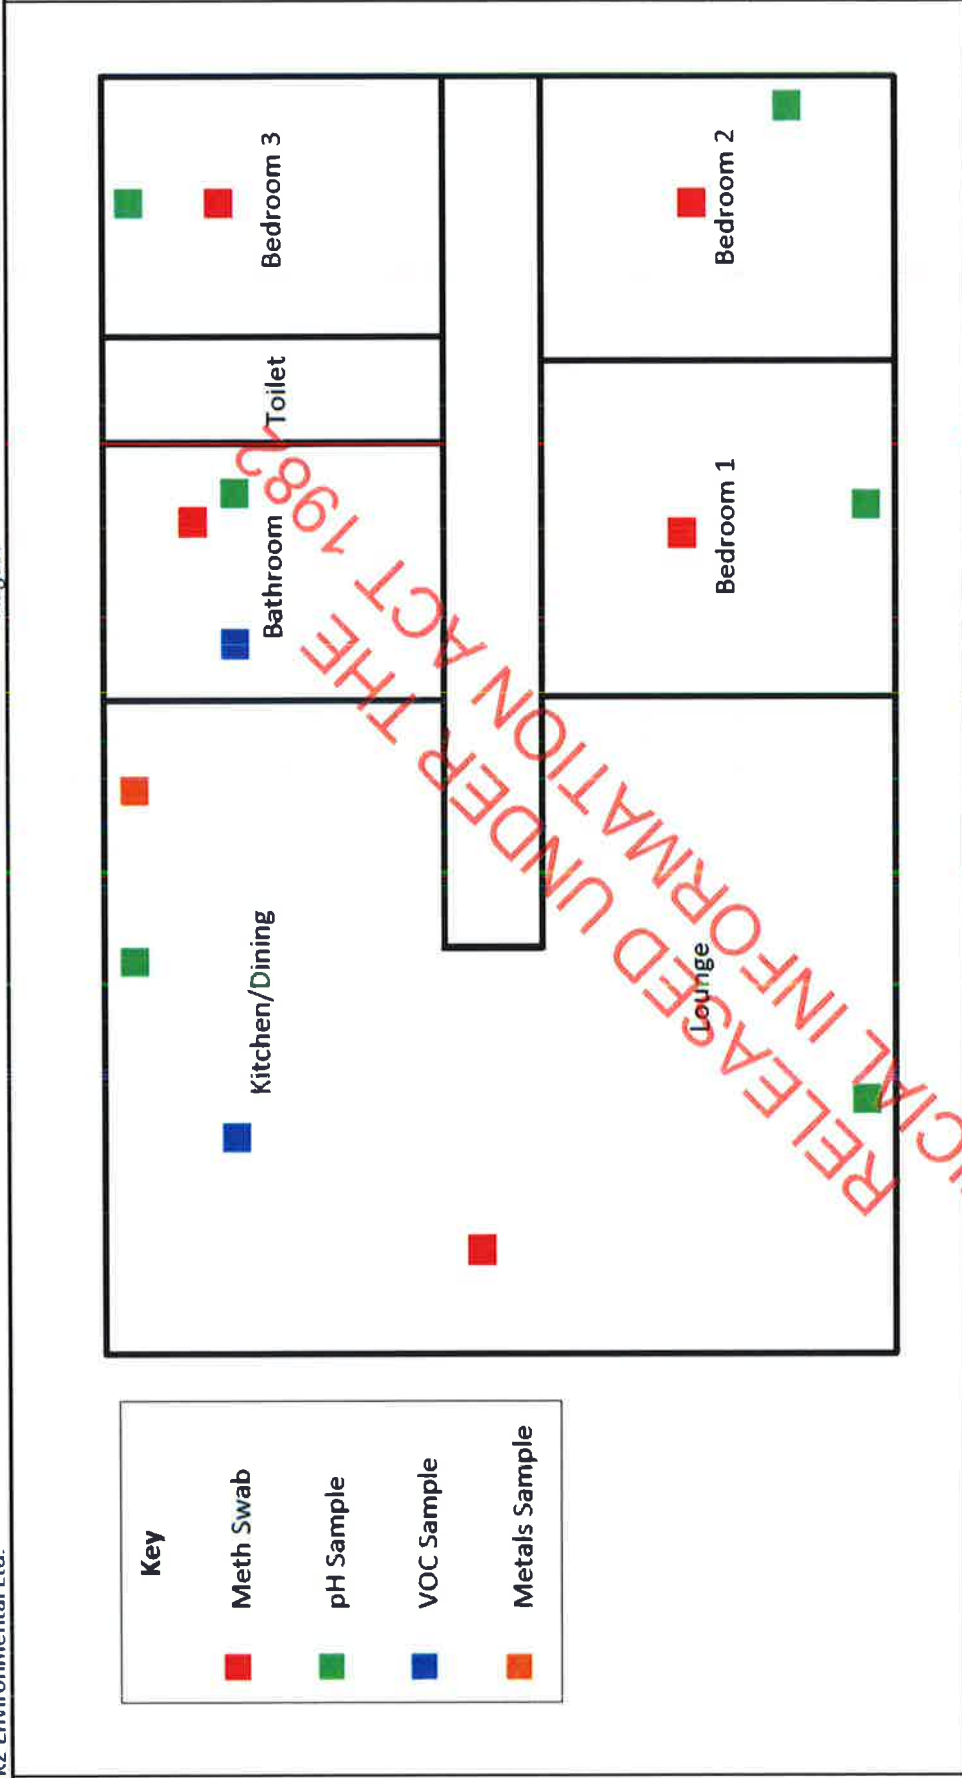 Key
Meth Swab
pH Sample
VOC Sample
Metals Sample
Kitchen/Dining
Bathroom
Toilet
Bedroom 3
Lounge
Bedroom 1
Bedroom 2
RELEASED UNDER THE
INFORMATION ACT 1982